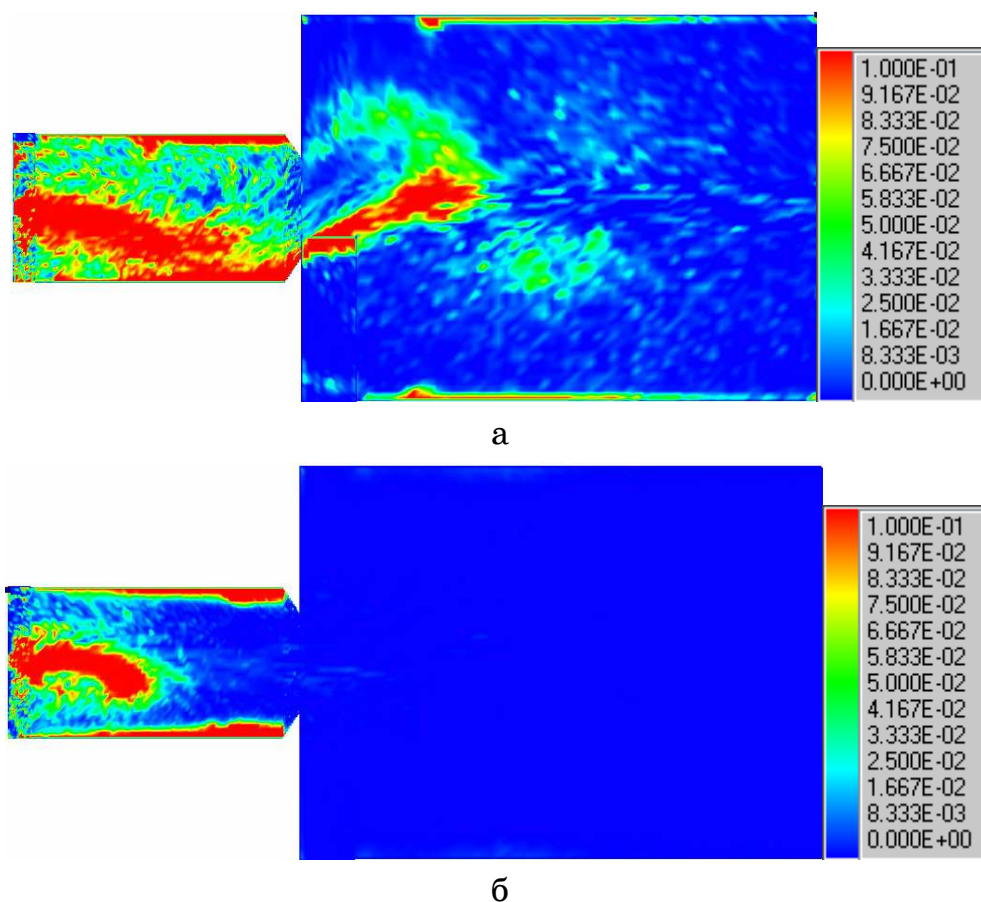 1.000E-01
9.167E-02
8.333E-02
7.500E-02
6.667E-02
5.833E-02
5.000E-02
4.167E-02
3.333E-02
2.500E-02
1.667E-02
8.333E-03
0.000E+00
а
1.000E-01
9.167E-02
8.333E-02
7.500E-02
6.667E-02
5.833E-02
5.000E-02
4.167E-02
3.333E-02
2.500E-02
1.667E-02
8.333E-03
0.000E+00
б